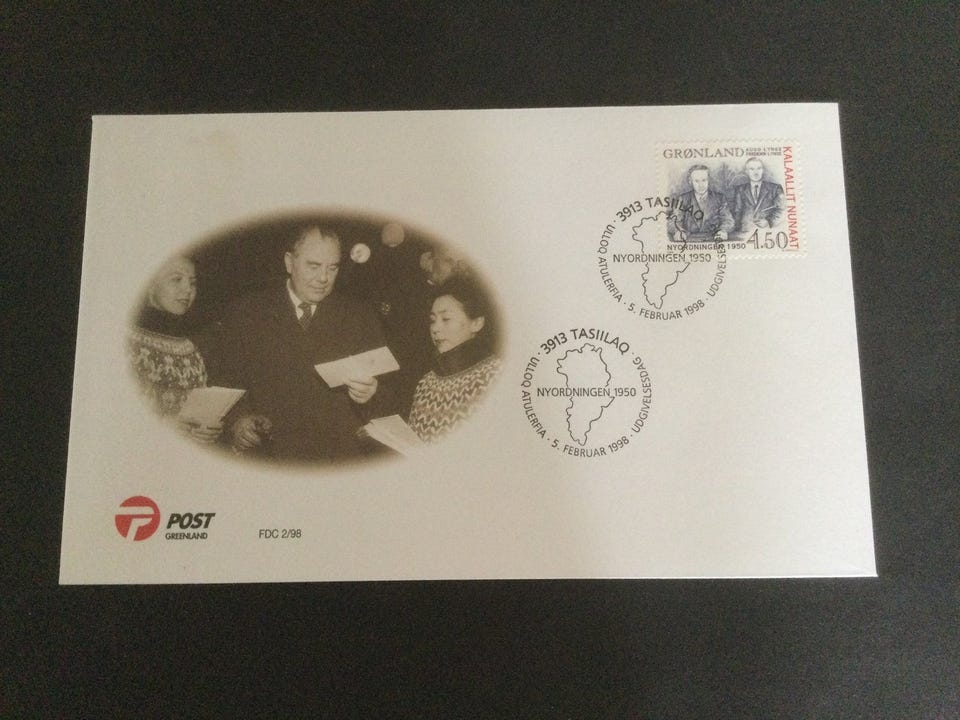 GRØNLAND
KALAALLIT NUNAAT
NYORDNINGEN 1950
4.50
3913 TASIILAQ
NYORDNINGEN 1950
ULLOQ ATULERFIA · 5. FEBRUAR 1998 · UDGIVELSESDAG
3913 TASIILAQ
NYORDNINGEN 1950
ULLOQ ATULERFIA · 5. FEBRUAR 1998 · UDGIVELSESDAG
POST
GREENLAND
FDC 2/98